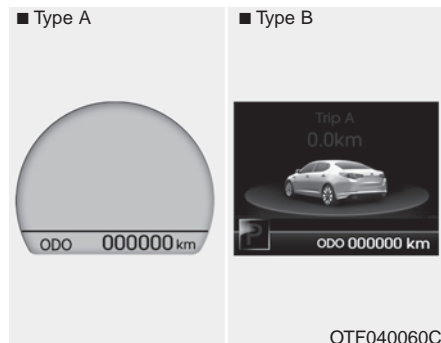 ■ Type A
ODO 000000 km
■ Type B
Trip A
0.0km
P
ODO 000000 km
OTF040060C